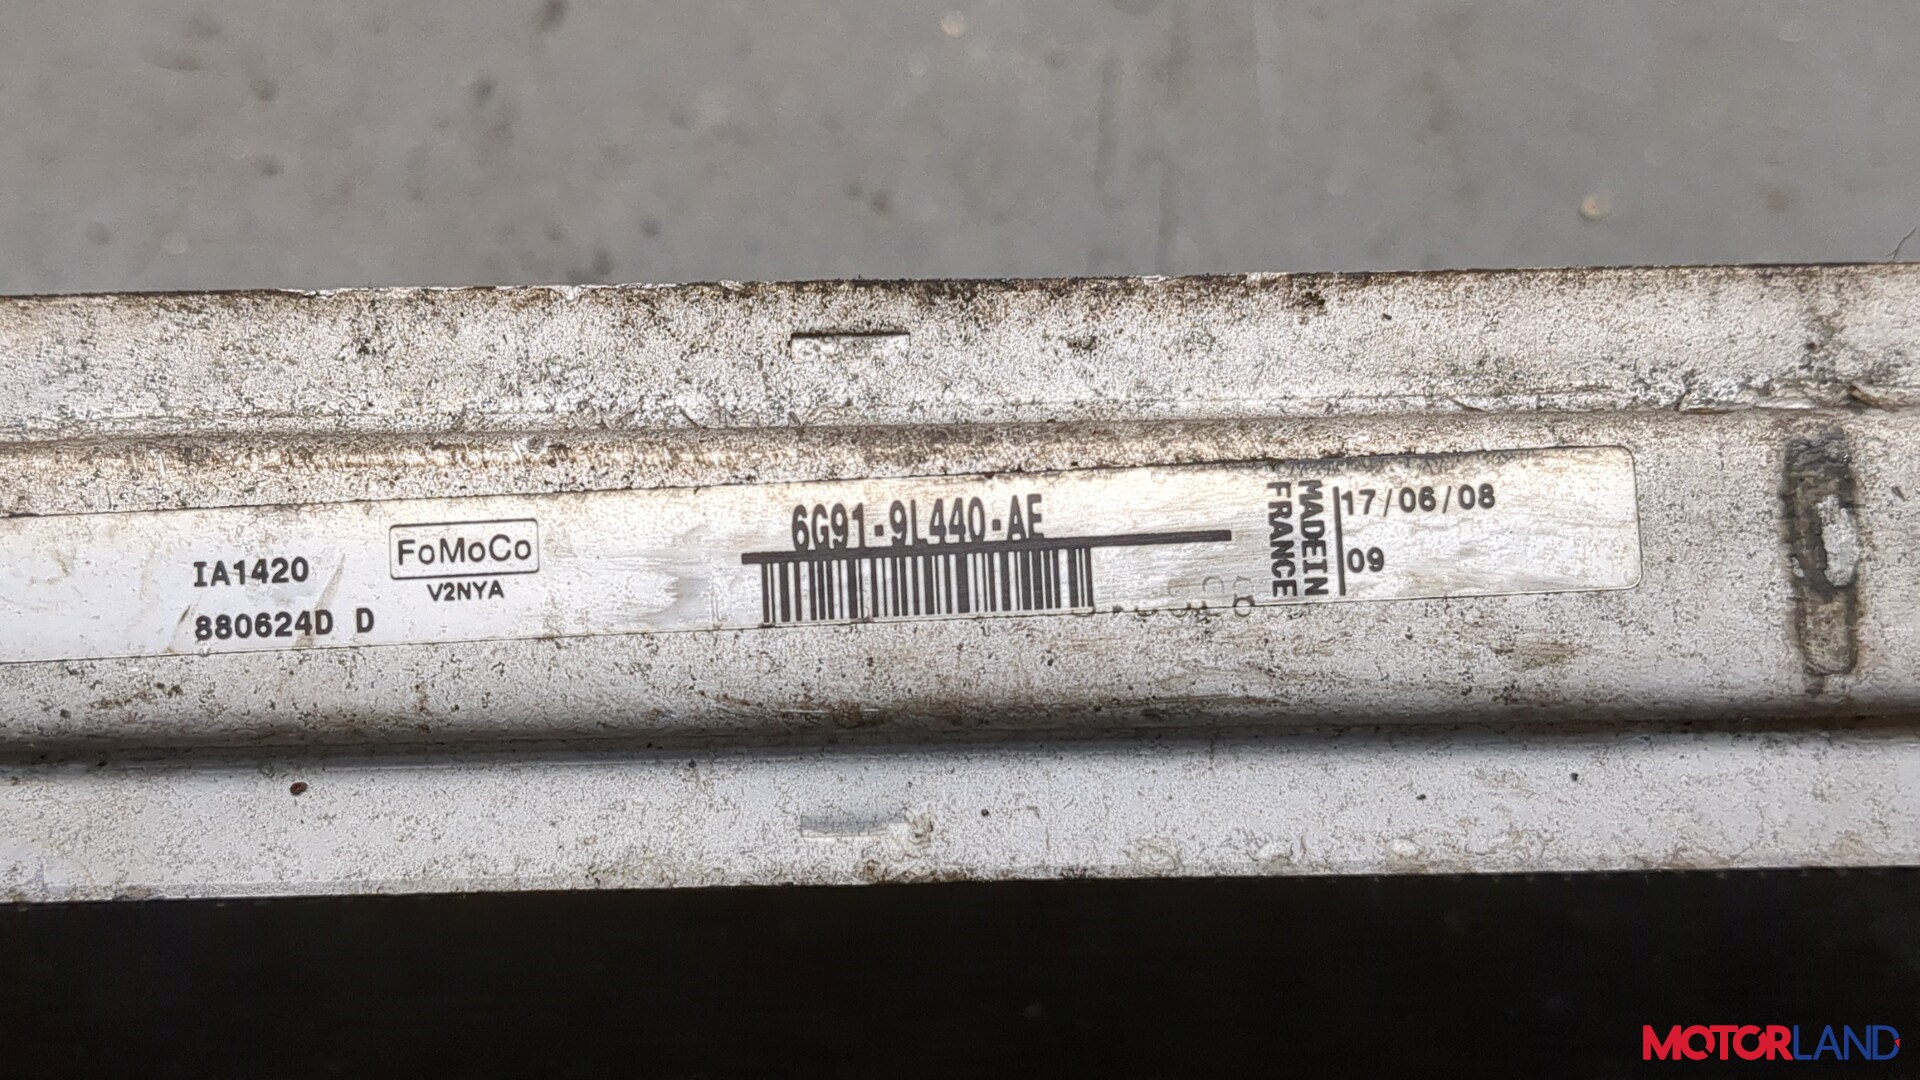 IA1420
880624D D
FoMoCo
V2NYA
6G91-9L440-AE
MADE IN
FRANCE
17/06/08
09
MOTORLAND